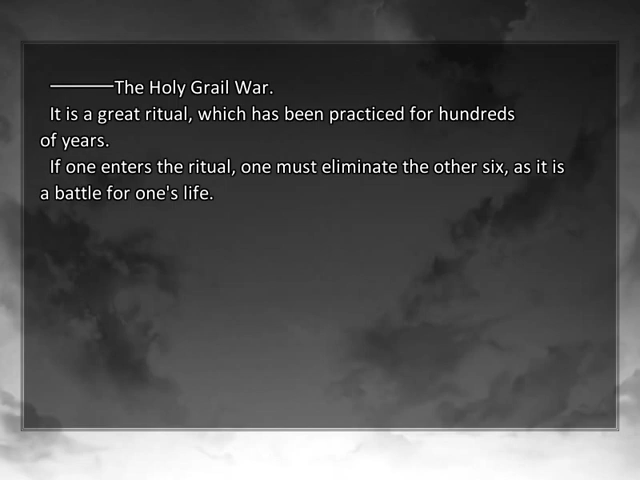 ———The Holy Grail War.
It is a great ritual, which has been practiced for hundreds
of years.
If one enters the ritual, one must eliminate the other six, as it is
a battle for one's life.